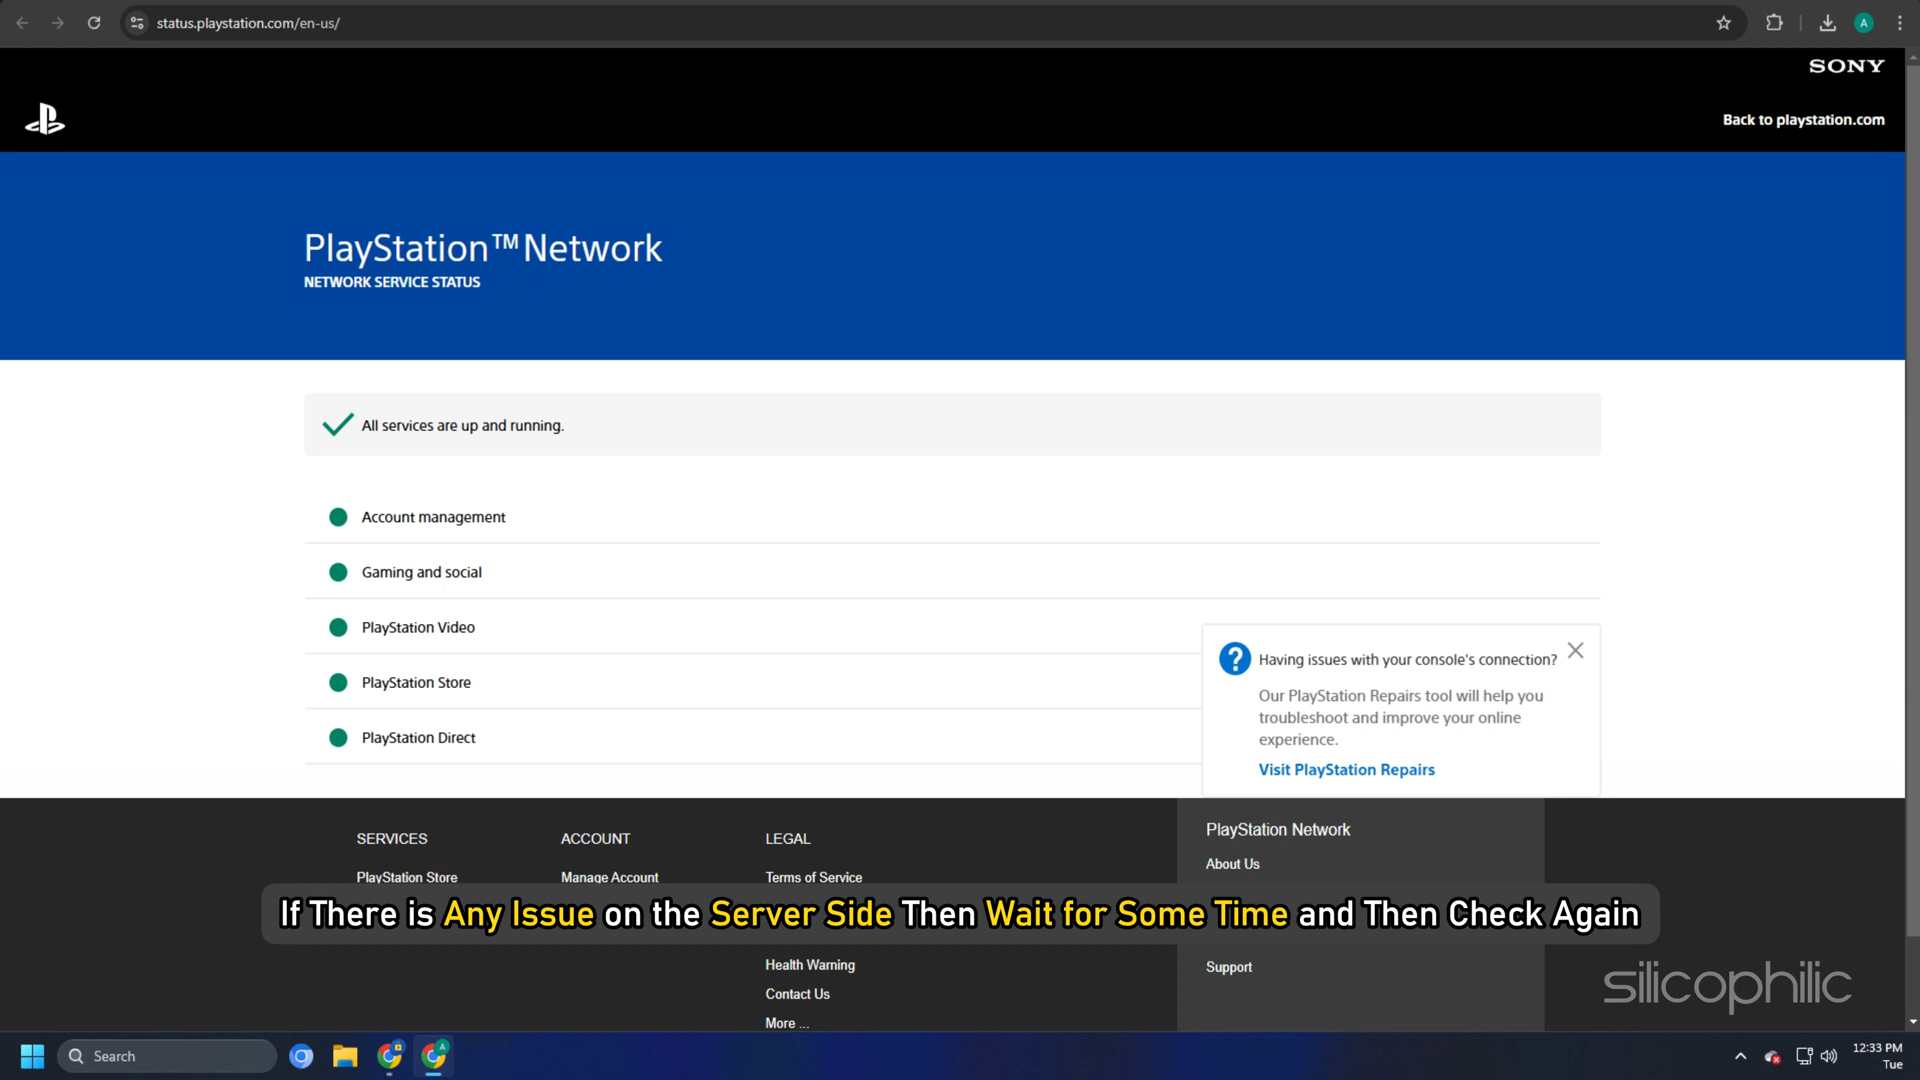 status.playstation.com/en-us/
A
SONY
Back to playstation.com
PlayStation™Network
NETWORK SERVICE STATUS
All services are up and running.
Account management
Gaming and social
PlayStation Video
PlayStation Store
PlayStation Direct
Having issues with your console's connection?
Our PlayStation Repairs tool will help you
troubleshoot and improve your online
experience.
Visit PlayStation Repairs
SERVICES
PlayStation Store
ACCOUNT
Manage Account
LEGAL
Terms of Service
PlayStation Network
About Us
If There is Any Issue on the Server Side Then Wait for Some Time and Then Check Again
Health Warning
Contact Us
More ...
Support
silicophilic
Search
A
12:33 PM
Tue